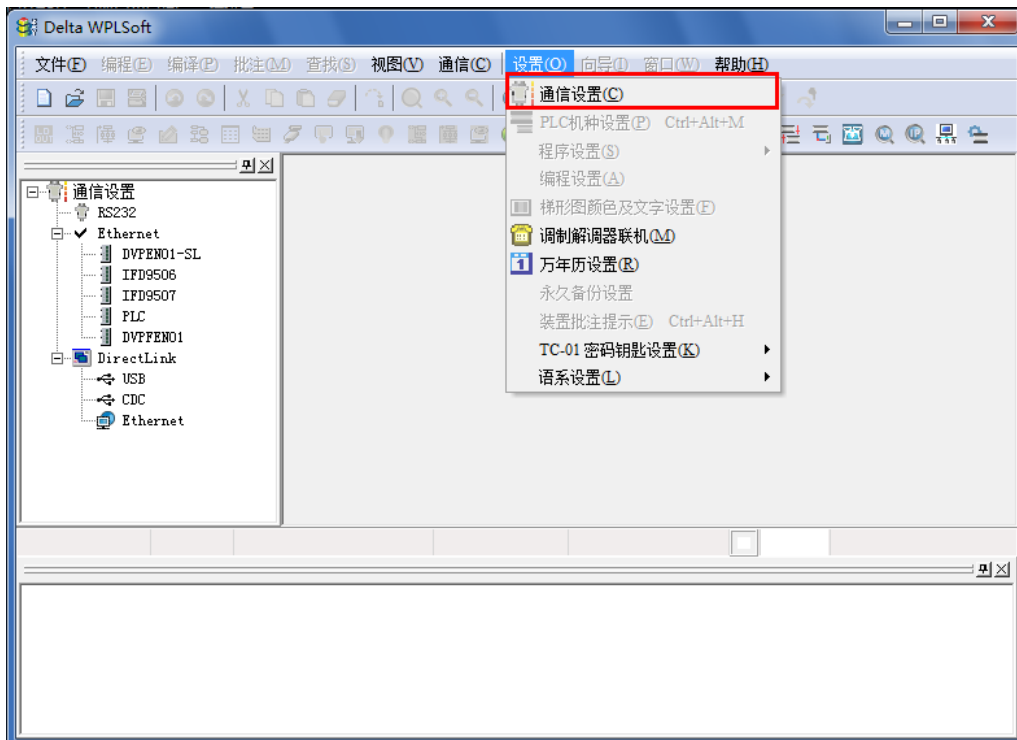 Delta WPLSoft
文件(F) 编程(E) 编译(P) 批注(M) 查找(S) 视图(V) 通信(C) 设置(O) 向导(I) 窗口(W) 帮助(H)
通信设置(C)
PLC机种设置(P) Ctrl+Alt+M
程序设置(S)
编程设置(A)
梯形图颜色及文字设置(F)
调制解调器联机(M)
万年历设置(R)
永久备份设置
装置批注提示(E) Ctrl+Alt+H
TC-01 密码钥匙设置(K)
语系设置(L)
通信设置
RS232
Ethernet
DVPEN01-SL
IFD9506
IFD9507
PLC
DVPFEN01
DirectLink
USB
CDC
Ethernet